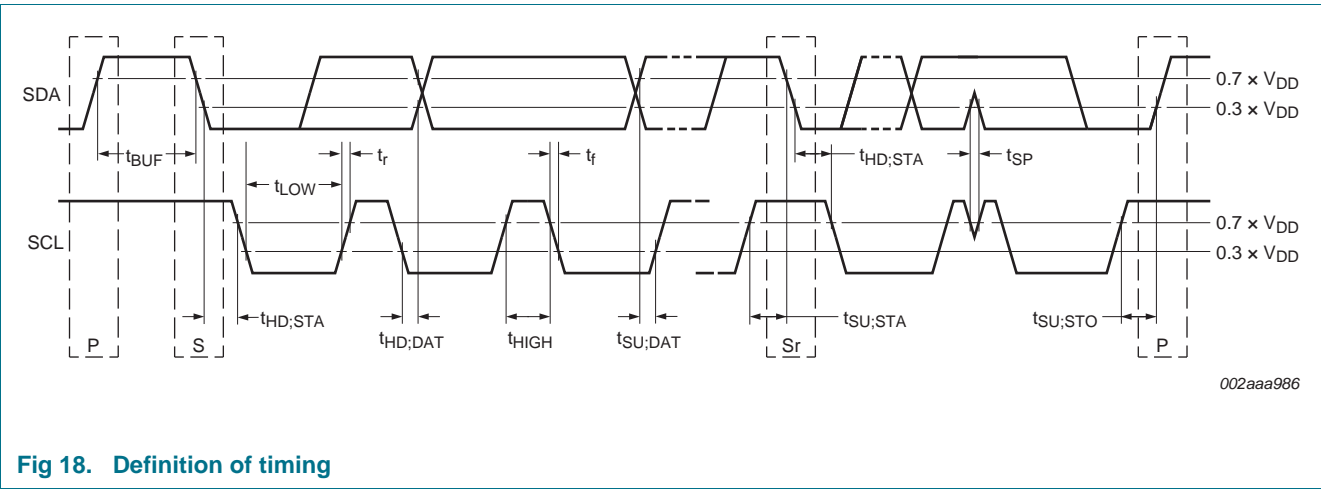 SDA
0.7 × VDD
0.3 × VDD
tBUF
tLOW
tr
tf
tHD;STA
tSP
SCL
0.7 × VDD
0.3 × VDD
tHD;STA
tHD;DAT
tHIGH
tSU;DAT
tSU;STA
tSU;STO
P
S
Sr
P
002aaa986
Fig 18. Definition of timing